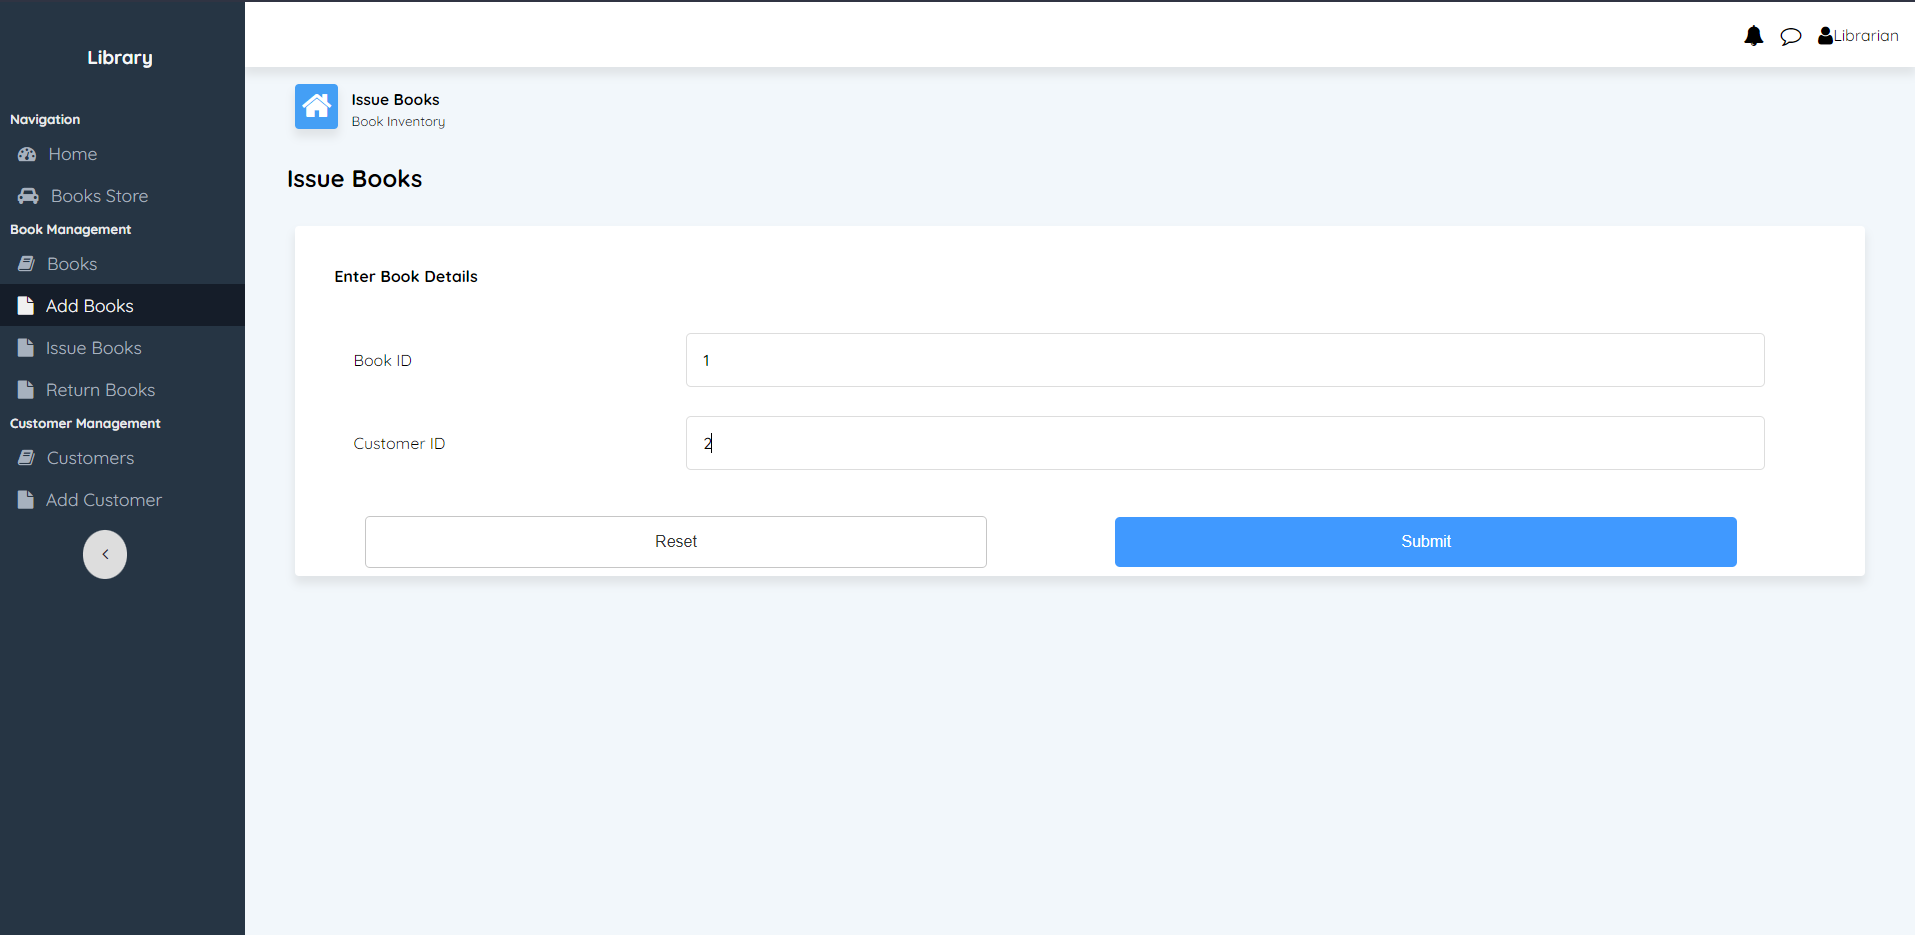 Library
Navigation
Home
Books Store
Book Management
Books
Add Books
Issue Books
Return Books
Customer Management
Customers
Add Customer
Librarian
Issue Books
Book Inventory
Issue Books
Enter Book Details
Book ID 1
Customer ID 2
Reset Submit